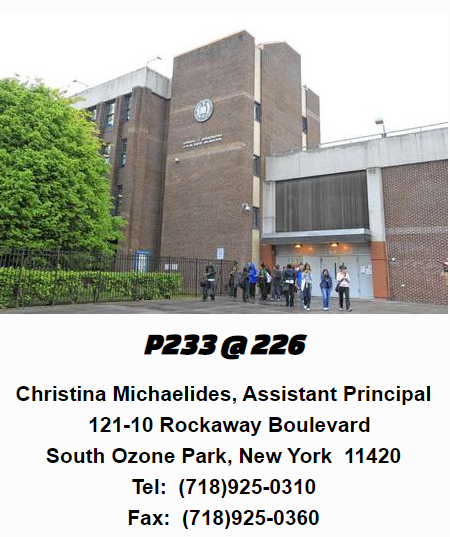 P233 @ 226
Christina Michaelides, Assistant Principal
121-10 Rockaway Boulevard
South Ozone Park, New York 11420
Tel: (718)925-0310
Fax: (718)925-0360